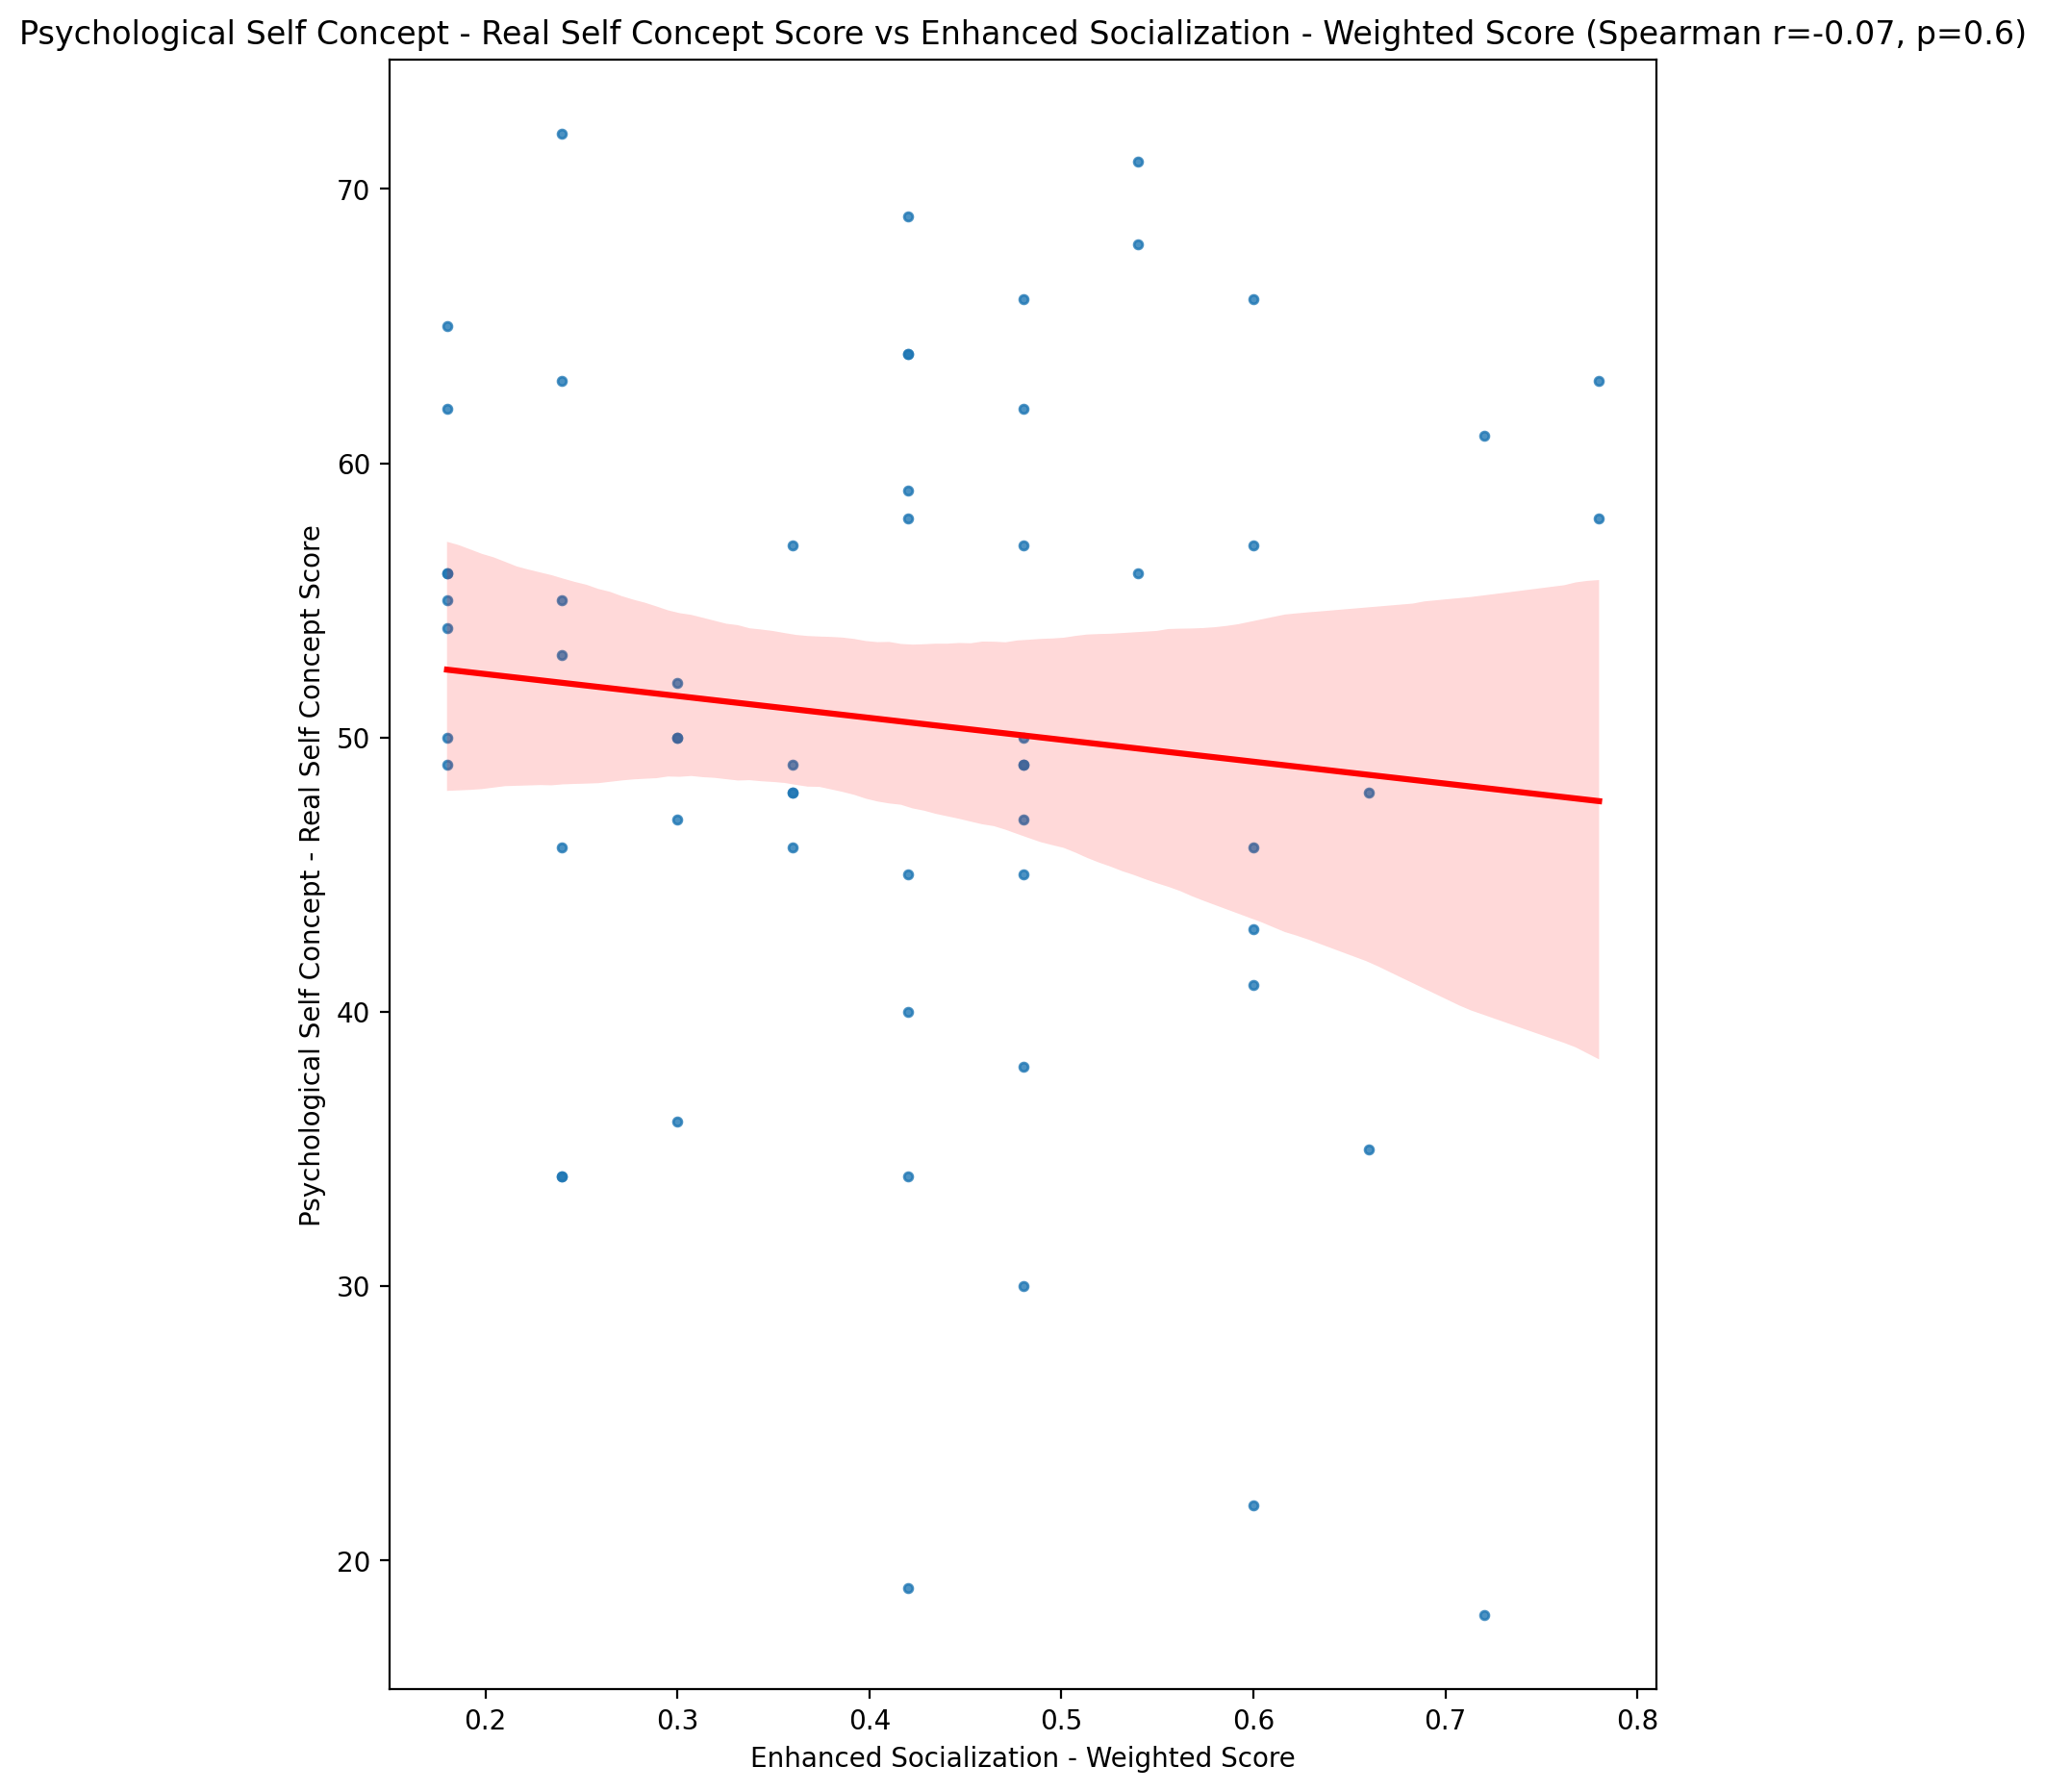 Psychological Self Concept - Real Self Concept Score vs Enhanced Socialization - Weighted Score (Spearman r=-0.07, p=0.6)
Psychological Self Concept - Real Self Concept Score
70
60
50
40
30
20
0.2 0.3 0.4 0.5 0.6 0.7 0.8
Enhanced Socialization - Weighted Score